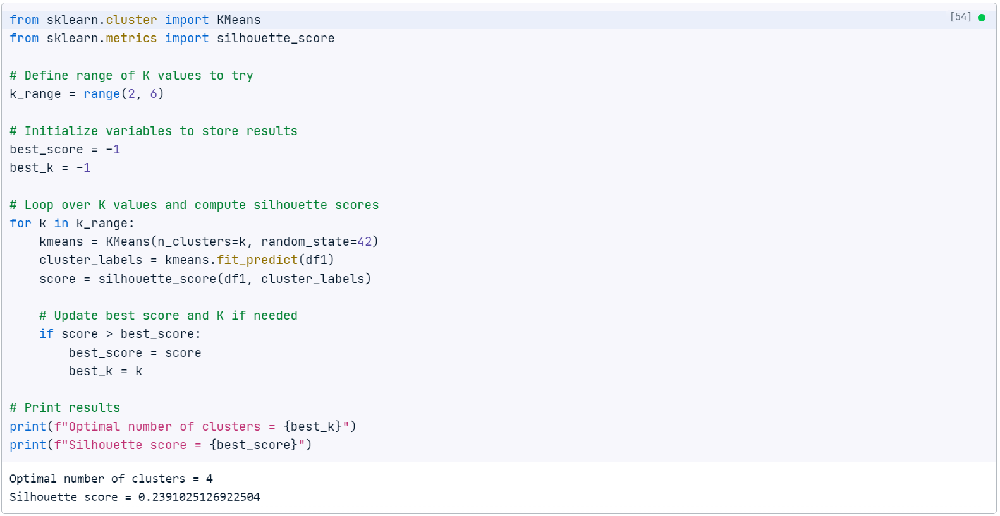 from sklearn.cluster import KMeans
[54]
from sklearn.metrics import silhouette_score
# Define range of K values to try
k_range = range(2, 6)
# Initialize variables to store results
best_score = -1
best_k = -1
# Loop over K values and compute silhouette scores
for k in k_range:
    kmeans = KMeans(n_clusters=k, random_state=42)
    cluster_labels = kmeans.fit_predict(df1)
    score = silhouette_score(df1, cluster_labels)
    # Update best score and K if needed
    if score > best_score:
        best_score = score
        best_k = k
# Print results
print(f"Optimal number of clusters = {best_k}")
print(f"Silhouette score = {best_score}")
Optimal number of clusters = 4
Silhouette score = 0.2391025126922504